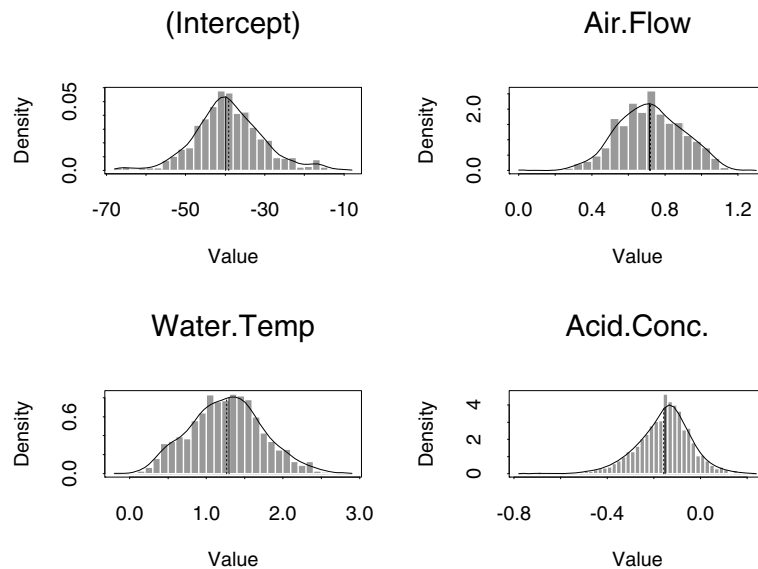 (Intercept)
Density
0.05
0.0
-70
-50
-30
-10
Value
Air.Flow
Density
2.0
0.0
0.0
0.4
0.8
1.2
Value
Water.Temp
Density
0.6
0.0
0.0
1.0
2.0
3.0
Value
Acid.Conc.
Density
4
2
0
-0.8
-0.4
0.0
Value